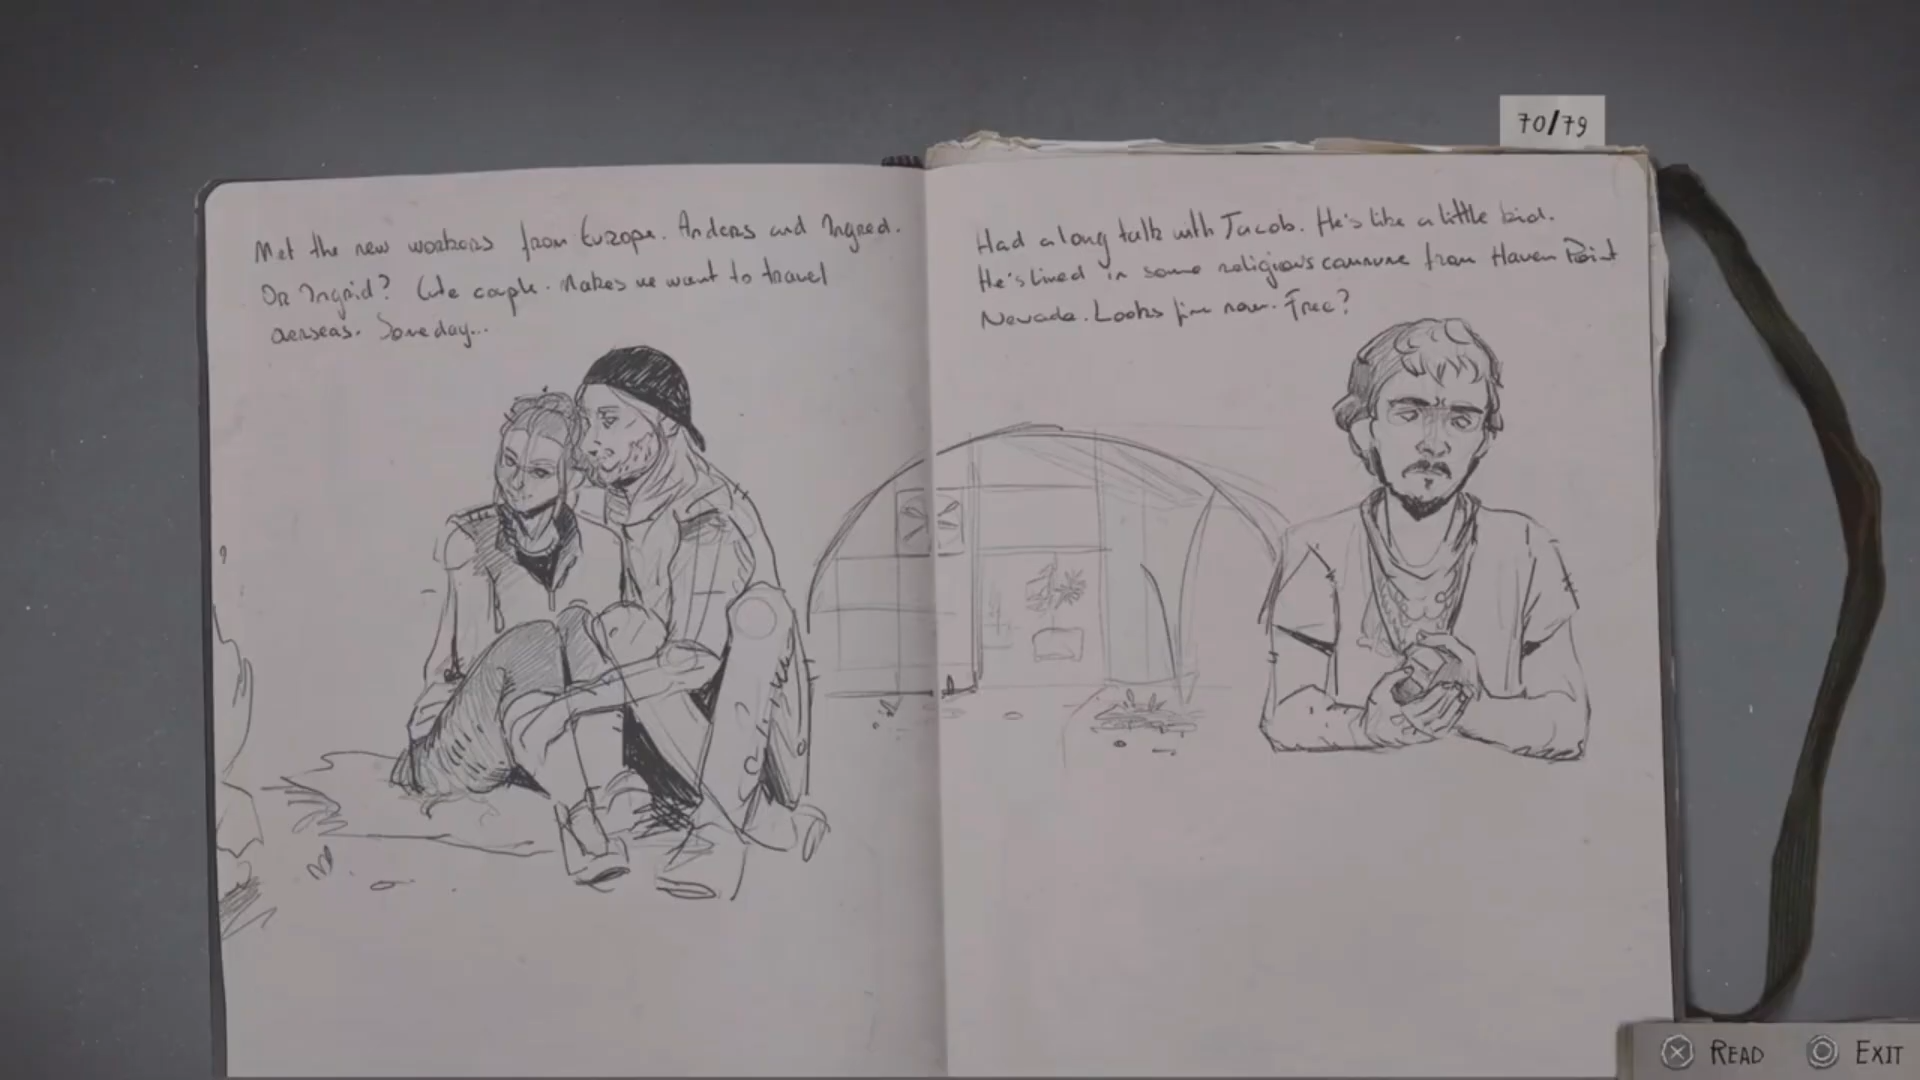 70/79
Met the new workers from Europe. Anders and Ingred.
Or Ingrid? Cute couple. Makes me want to travel
overseas. Someday...
Had a long talk with Jacob. He's like a little kid.
He's lived in some religious commune from Haven Point
Nevada. Looks fine now. Free?
READ EXIT